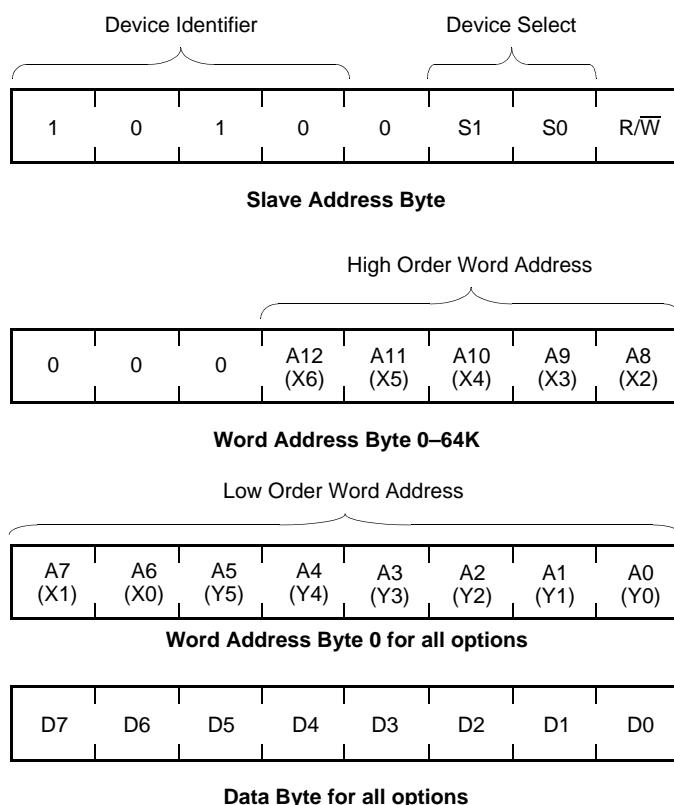 Device Identifier Device Select
1 0 1 0 0 S1 S0 R/W̅
Slave Address Byte
High Order Word Address
0 0 0 A12 A11 A10 A9 A8
(X6) (X5) (X4) (X3) (X2)
Word Address Byte 0–64K
Low Order Word Address
A7 A6 A5 A4 A3 A2 A1 A0
(X1) (X0) (Y5) (Y4) (Y3) (Y2) (Y1) (Y0)
Word Address Byte 0 for all options
D7 D6 D5 D4 D3 D2 D1 D0
Data Byte for all options